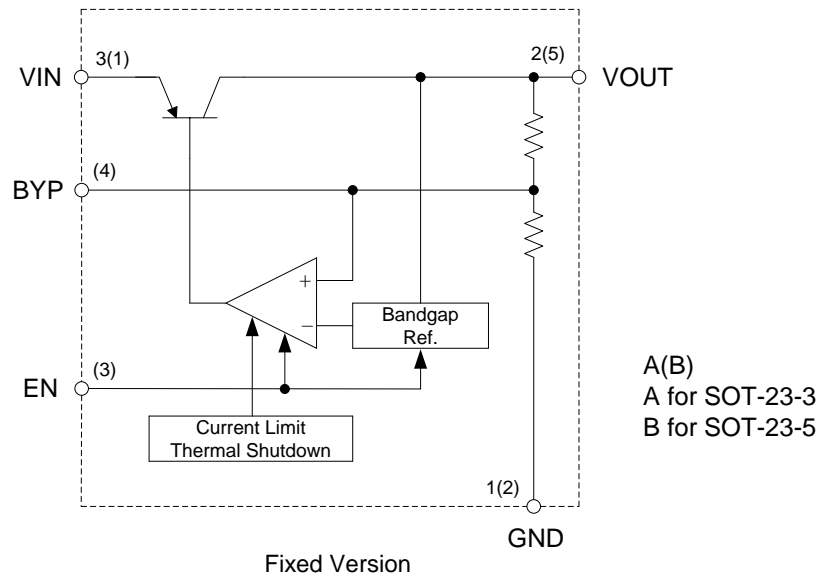 3(1)
2(5)
VIN
VOUT
(4)
BYP
+
−
Bandgap
Ref.
(3)
EN
A(B)
A for SOT-23-3
B for SOT-23-5
Current Limit
Thermal Shutdown
1(2)
GND
Fixed Version